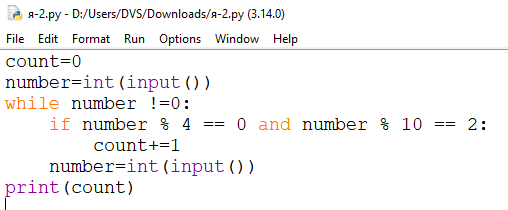 я-2.py - D:/Users/DVS/Downloads/я-2.py (3.14.0)
File Edit Format Run Options Window Help
count=0
number=int(input())
while number !=0:
    if number % 4 == 0 and number % 10 == 2:
        count+=1
    number=int(input())
print(count)